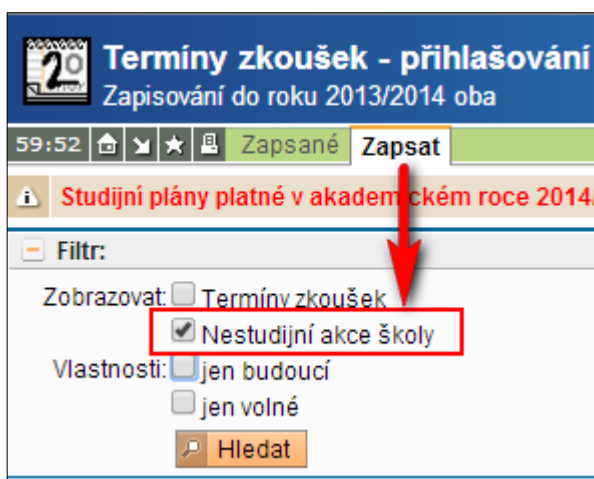 20
Termíny zkoušek - přihlašování
Zapisování do roku 2013/2014 oba
59:52 Zapsané Zapsat
Studijní plány platné v akademickém roce 2014/
Filtr:
Zobrazovat: Termíny zkoušek
Nestudijní akce školy
Vlastnosti: jen budoucí
jen volné
Hledat